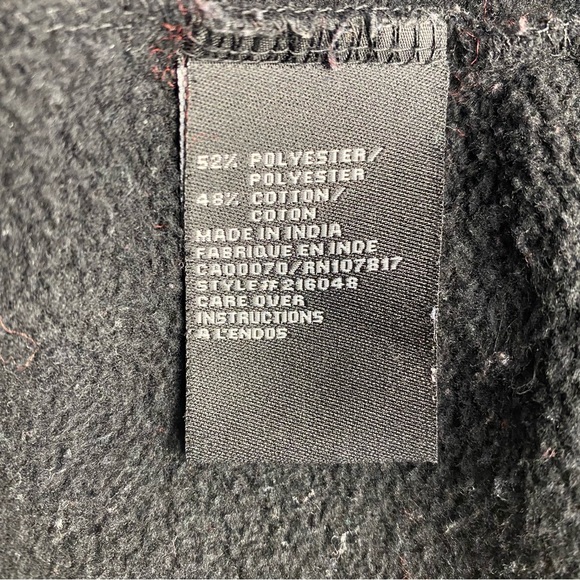 52% POLYESTER/
POLYESTER
48% COTTON/
COTON
MADE IN INDIA
FABRIQUE EN INDE
CA00070/RN107817
STYLE# 216048
CARE OVER
INSTRUCTIONS
A L'ENDOS